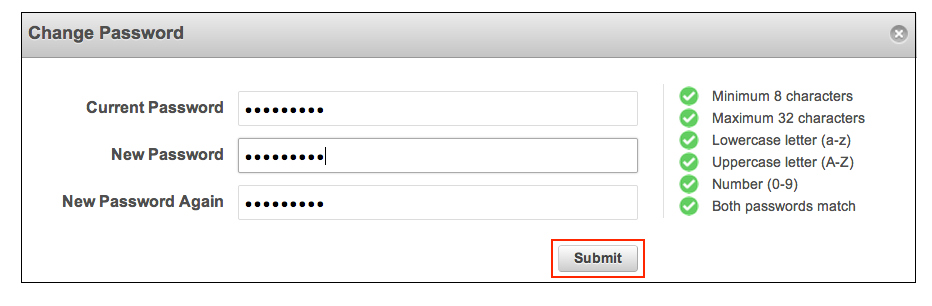 Change Password
Current Password
•••••••••
New Password
•••••••••
New Password Again
•••••••••
Minimum 8 characters
Maximum 32 characters
Lowercase letter (a-z)
Uppercase letter (A-Z)
Number (0-9)
Both passwords match
Submit